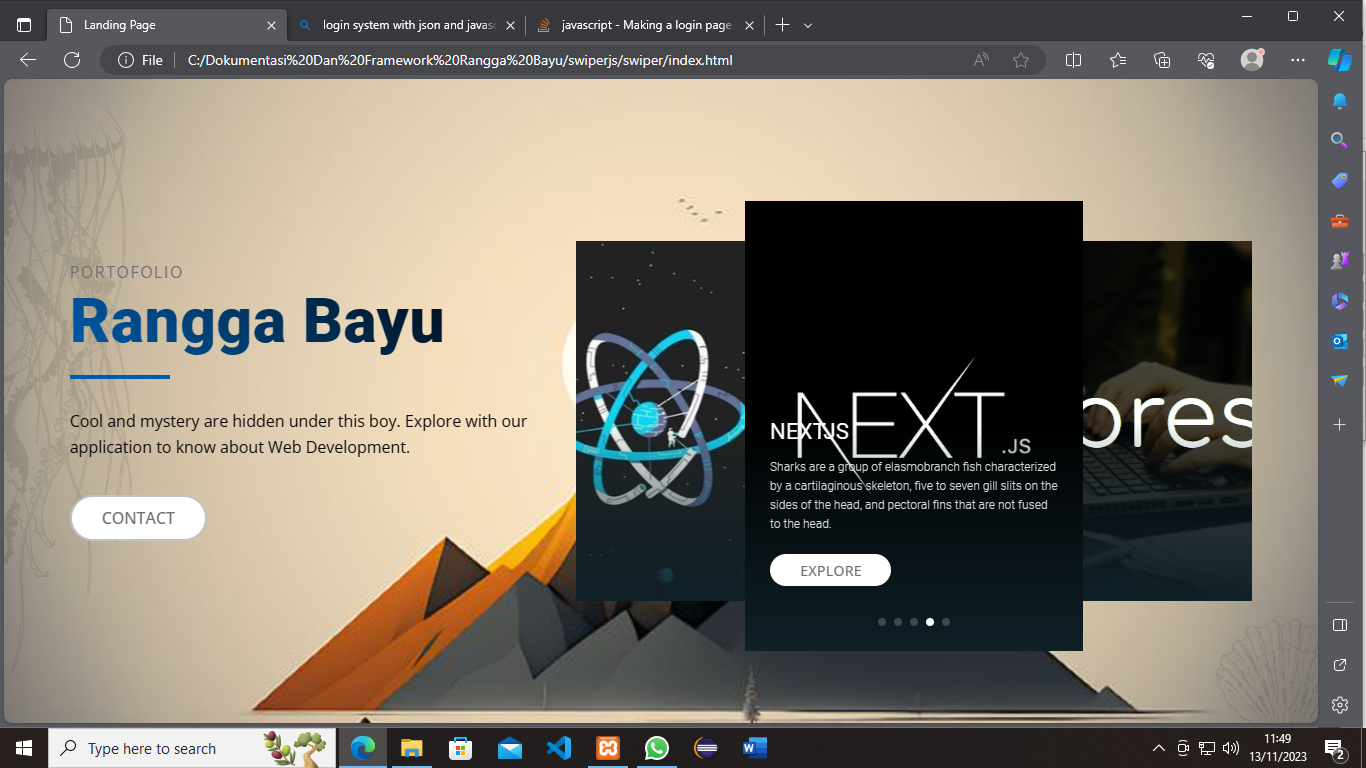 Landing Page
login system with json and javasc
javascript - Making a login page
File
C:/Dokumentasi%20Dan%20Framework%20Rangga%20Bayu/swiperjs/swiper/index.html
PORTOFOLIO
Rangga Bayu
Cool and mystery are hidden under this boy. Explore with our
application to know about Web Development.
CONTACT
NEXT
.JS
NEXTJS
Sharks are a group of elasmobranch fish characterized
by a cartilaginous skeleton, five to seven gill slits on the
sides of the head, and pectoral fins that are not fused
to the head.
EXPLORE
pres
Type here to search
11:49
13/11/2023
2